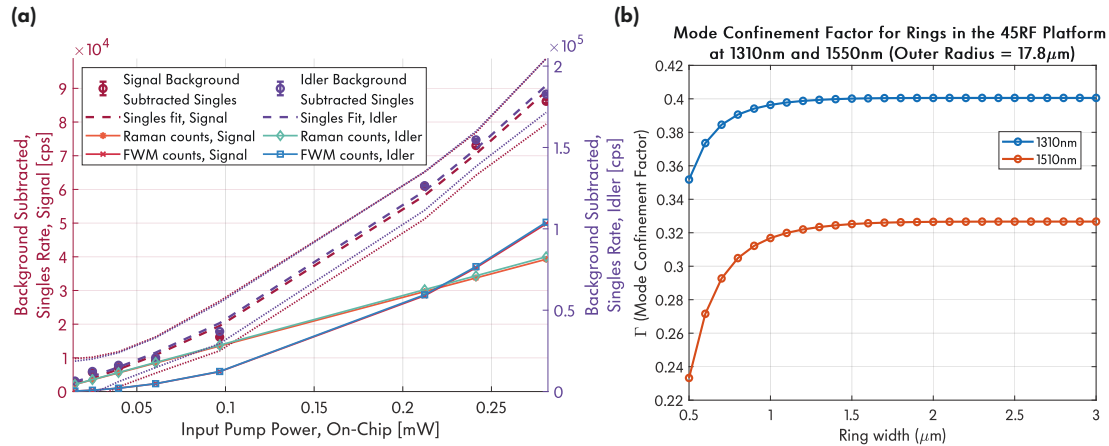 (a)
×10⁴
×10⁵
Signal Background
Subtracted Singles
Singles fit, Signal
Raman counts, Signal
FWM counts, Signal
Idler Background
Subtracted Singles
Singles Fit, Idler
Raman counts, Idler
FWM counts, Idler
Background Subtracted,
Singles Rate, Signal [cps]
9
8
7
6
5
4
3
2
1
0
2
1.5
1
0.5
0
Background Subtracted,
Singles Rate, Idler [cps]
0.05
0.1
0.15
0.2
0.25
Input Pump Power, On-Chip [mW]
(b)
Mode Confinement Factor for Rings in the 45RF Platform
at 1310nm and 1550nm (Outer Radius = 17.8μm)
Γ (Mode Confinement Factor)
0.42
0.4
0.38
0.36
0.34
0.32
0.3
0.28
0.26
0.24
0.22
1310nm
1510nm
0.5
1
1.5
2
2.5
3
Ring width (μm)